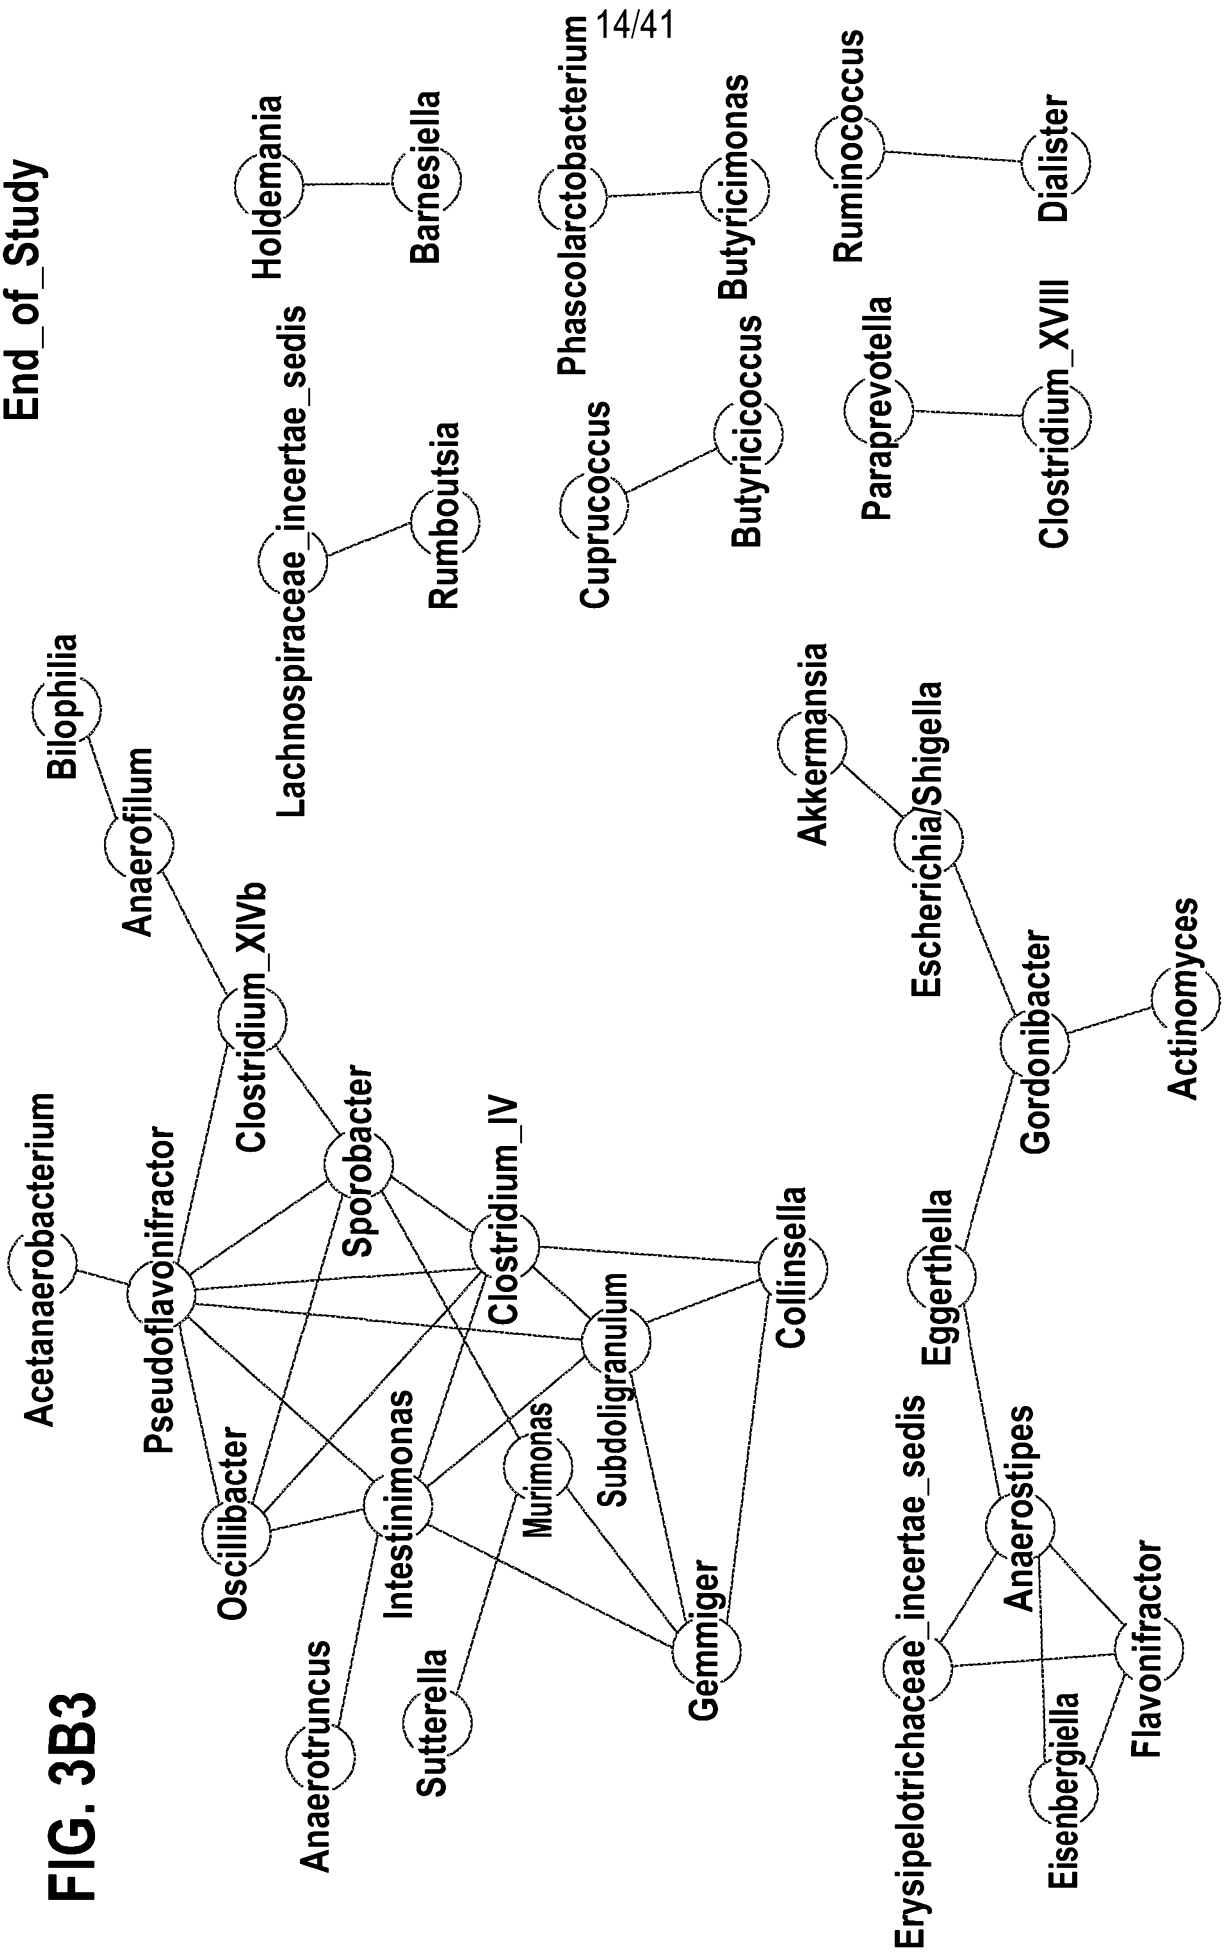 14/41
FIG. 3B3
End_of_Study
Acetanaerobacterium
Bilophilia
Pseudoflavonifractor
Anaerofilum
Oscillibacter
Clostridium_XIVb
Holdemania
Anaerotruncus
Lachnospiraceae_incertae_sedis
Sporobacter
Intestinimonas
Barnesiella
Sutterella
Rumboutsia
Clostridium_IV
Murimonas
Phascolarctobacterium
Cuprucoccus
Subdoligranulum
Gemmiger
Butyricimonas
Butyricicoccus
Collinsella
Akkermansia
Ruminococcus
Paraprevotella
Erysipelotrichaceae_incertae_sedis
Escherichia/Shigella
Eggerthella
Anaerostipes
Gordonibacter
Clostridium_XVIII
Dialister
Eisenbergiella
Flavonifractor
Actinomyces